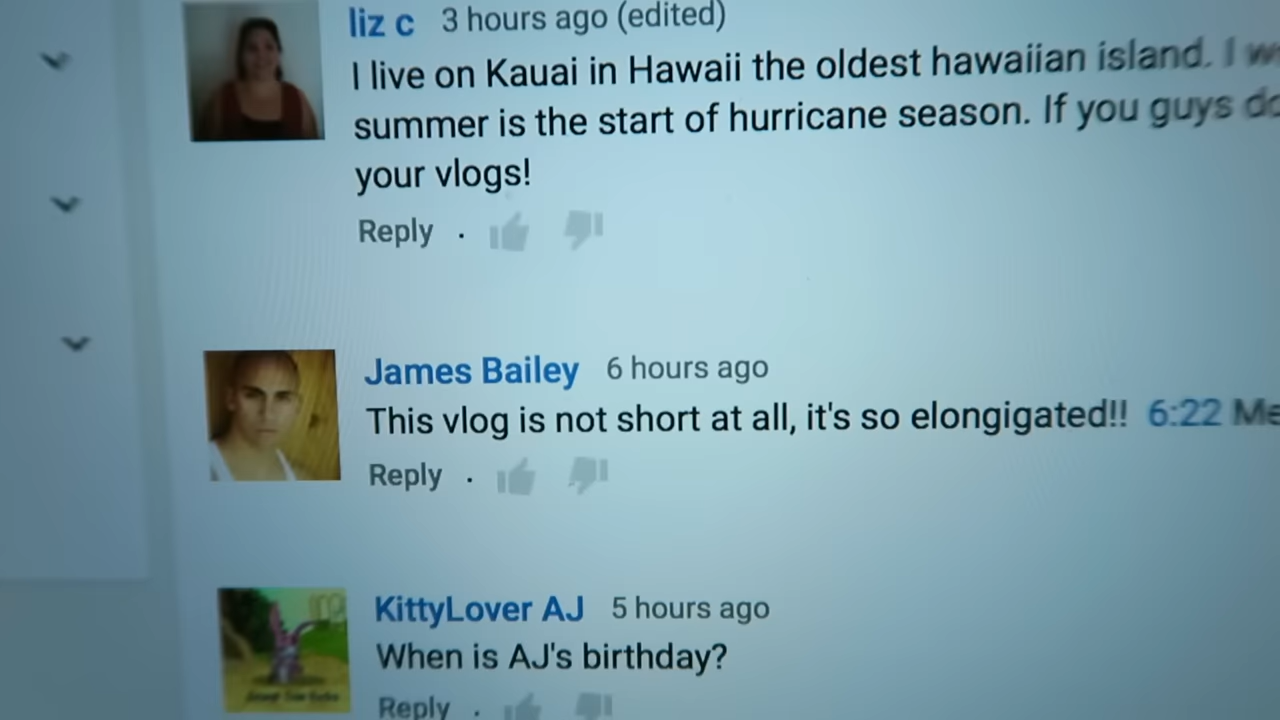 liz c 3 hours ago (edited)
I live on Kauai in Hawaii the oldest hawaiian island. I
summer is the start of hurricane season. If you guys
your vlogs!
Reply
James Bailey 6 hours ago
This vlog is not short at all, it's so elongigated!! 6:22
Reply
KittyLover AJ 5 hours ago
When is AJ's birthday?
Reply